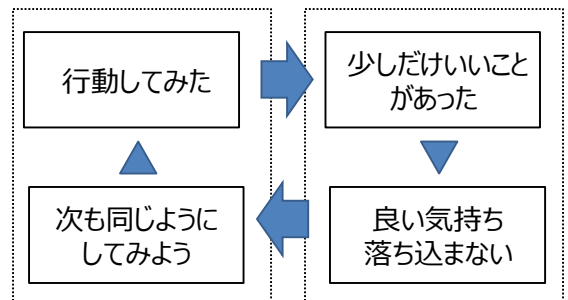 行動してみた
少しだけいいこと
があった
次も同じように
してみよう
良い気持ち
落ち込まない